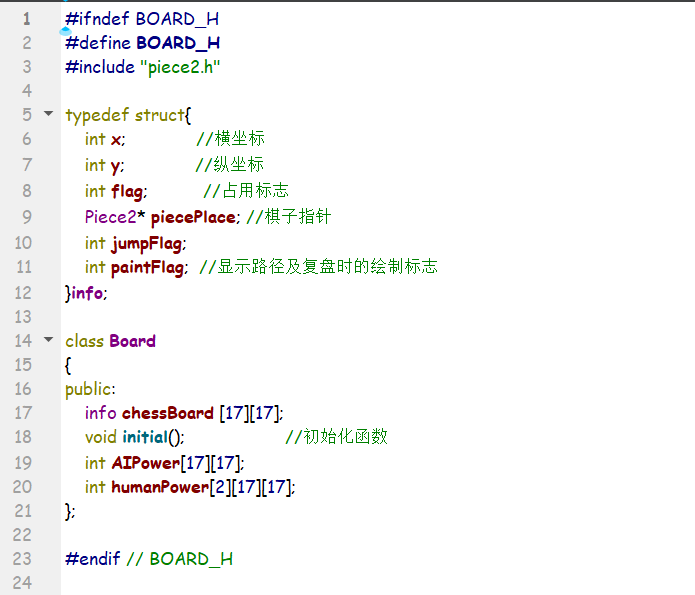 1 #ifndef BOARD_H
2 #define BOARD_H
3 #include "piece2.h"
4
5 typedef struct{
6 int x; //横坐标
7 int y; //纵坐标
8 int flag; //占用标志
9 Piece2* piecePlace; //棋子指针
10 int jumpFlag;
11 int paintFlag; //显示路径及复盘时的绘制标志
12 }info;
13
14 class Board
15 {
16 public:
17 info chessBoard [17][17];
18 void initial(); //初始化函数
19 int AIPower[17][17];
20 int humanPower[2][17][17];
21 };
22
23 #endif // BOARD_H
24